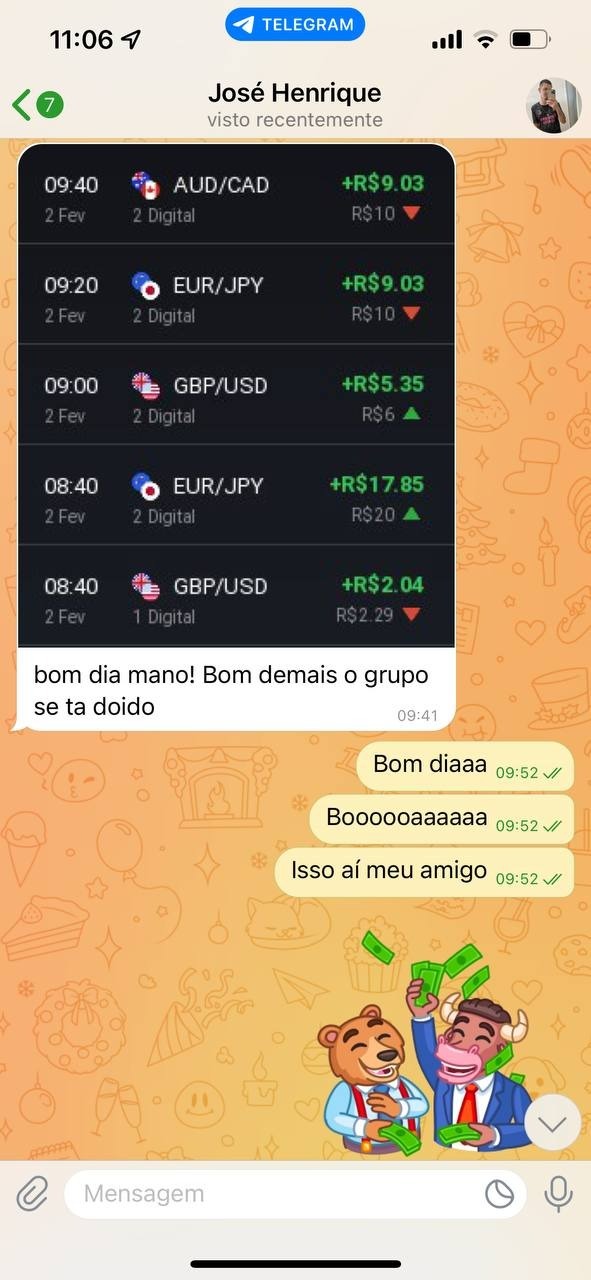 11:06
TELEGRAM
7
José Henrique
visto recentemente
09:40 AUD/CAD +R$9.03
2 Fev 2 Digital R$10
09:20 EUR/JPY +R$9.03
2 Fev 2 Digital R$10
09:00 GBP/USD +R$5.35
2 Fev 2 Digital R$6
08:40 EUR/JPY +R$17.85
2 Fev 2 Digital R$20
08:40 GBP/USD +R$2.04
2 Fev 1 Digital R$2.29
bom dia mano! Bom demais o grupo
se ta doido
09:41
Bom diaaa 09:52
Boooooaaaaaa 09:52
Isso aí meu amigo 09:52
Mensagem